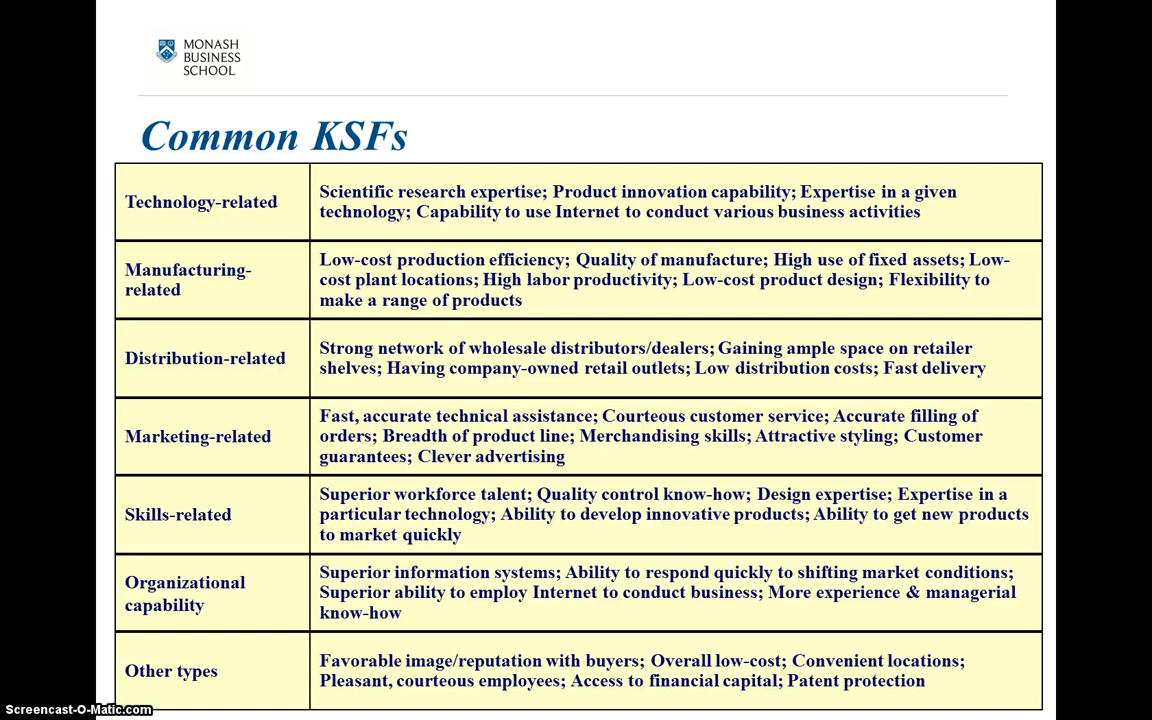 MONASH
BUSINESS
SCHOOL
Common KSFs
Technology-related
Scientific research expertise; Product innovation capability; Expertise in a given
technology; Capability to use Internet to conduct various business activities
Manufacturing-
related
Low-cost production efficiency; Quality of manufacture; High use of fixed assets; Low-
cost plant locations; High labor productivity; Low-cost product design; Flexibility to
make a range of products
Distribution-related
Strong network of wholesale distributors/dealers; Gaining ample space on retailer
shelves; Having company-owned retail outlets; Low distribution costs; Fast delivery
Marketing-related
Fast, accurate technical assistance; Courteous customer service; Accurate filling of
orders; Breadth of product line; Merchandising skills; Attractive styling; Customer
guarantees; Clever advertising
Skills-related
Superior workforce talent; Quality control know-how; Design expertise; Expertise in a
particular technology; Ability to develop innovative products; Ability to get new products
to market quickly
Organizational
capability
Superior information systems; Ability to respond quickly to shifting market conditions;
Superior ability to employ Internet to conduct business; More experience & managerial
know-how
Other types
Favorable image/reputation with buyers; Overall low-cost; Convenient locations;
Pleasant, courteous employees; Access to financial capital; Patent protection
Screencast-O-Matic.com